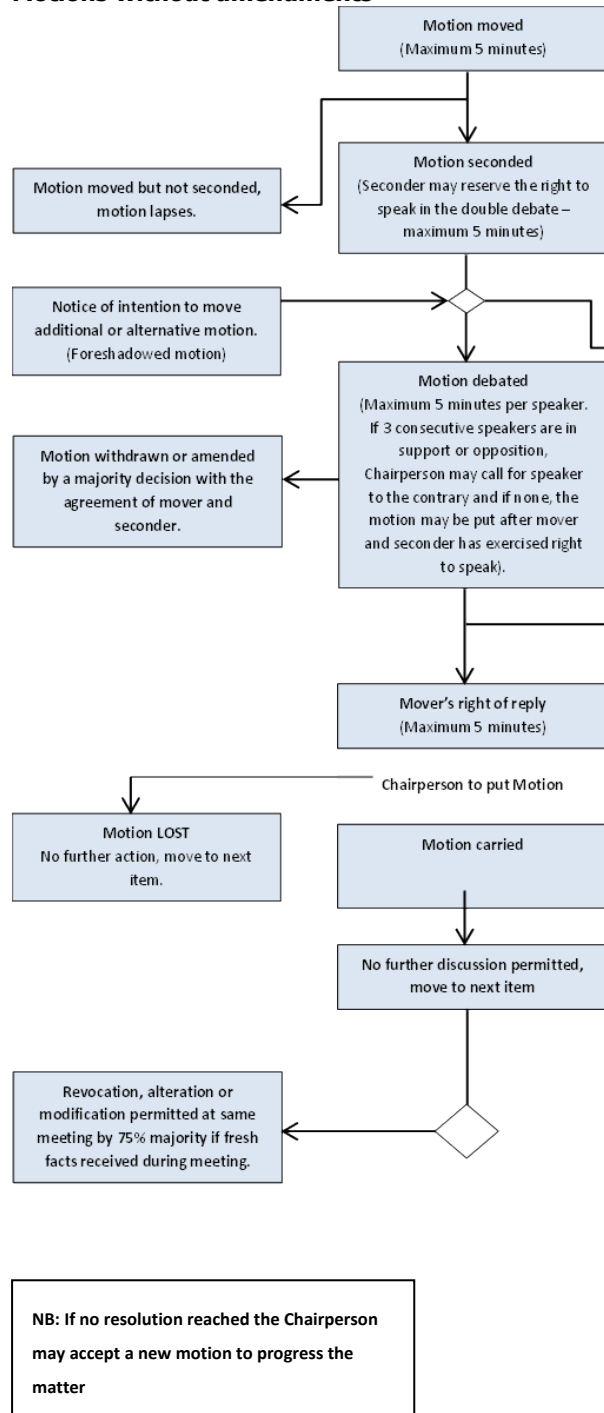 Motions without amendments
Motion moved
(Maximum 5 minutes)
Motion seconded
(Seconder may reserve the right to
speak in the double debate –
maximum 5 minutes)
Motion moved but not seconded,
motion lapses.
Notice of intention to move
additional or alternative motion.
(Foreshadowed motion)
Motion debated
(Maximum 5 minutes per speaker.
If 3 consecutive speakers are in
support or opposition,
Chairperson may call for speaker
to the contrary and if none, the
motion may be put after mover
and seconder has exercised right
to speak).
Motion withdrawn or amended
by a majority decision with the
agreement of mover and
seconder.
Mover's right of reply
(Maximum 5 minutes)
Chairperson to put Motion
Motion LOST
No further action, move to next
item.
Motion carried
No further discussion permitted,
move to next item
Revocation, alteration or
modification permitted at same
meeting by 75% majority if fresh
facts received during meeting.
NB: If no resolution reached the Chairperson
may accept a new motion to progress the
matter